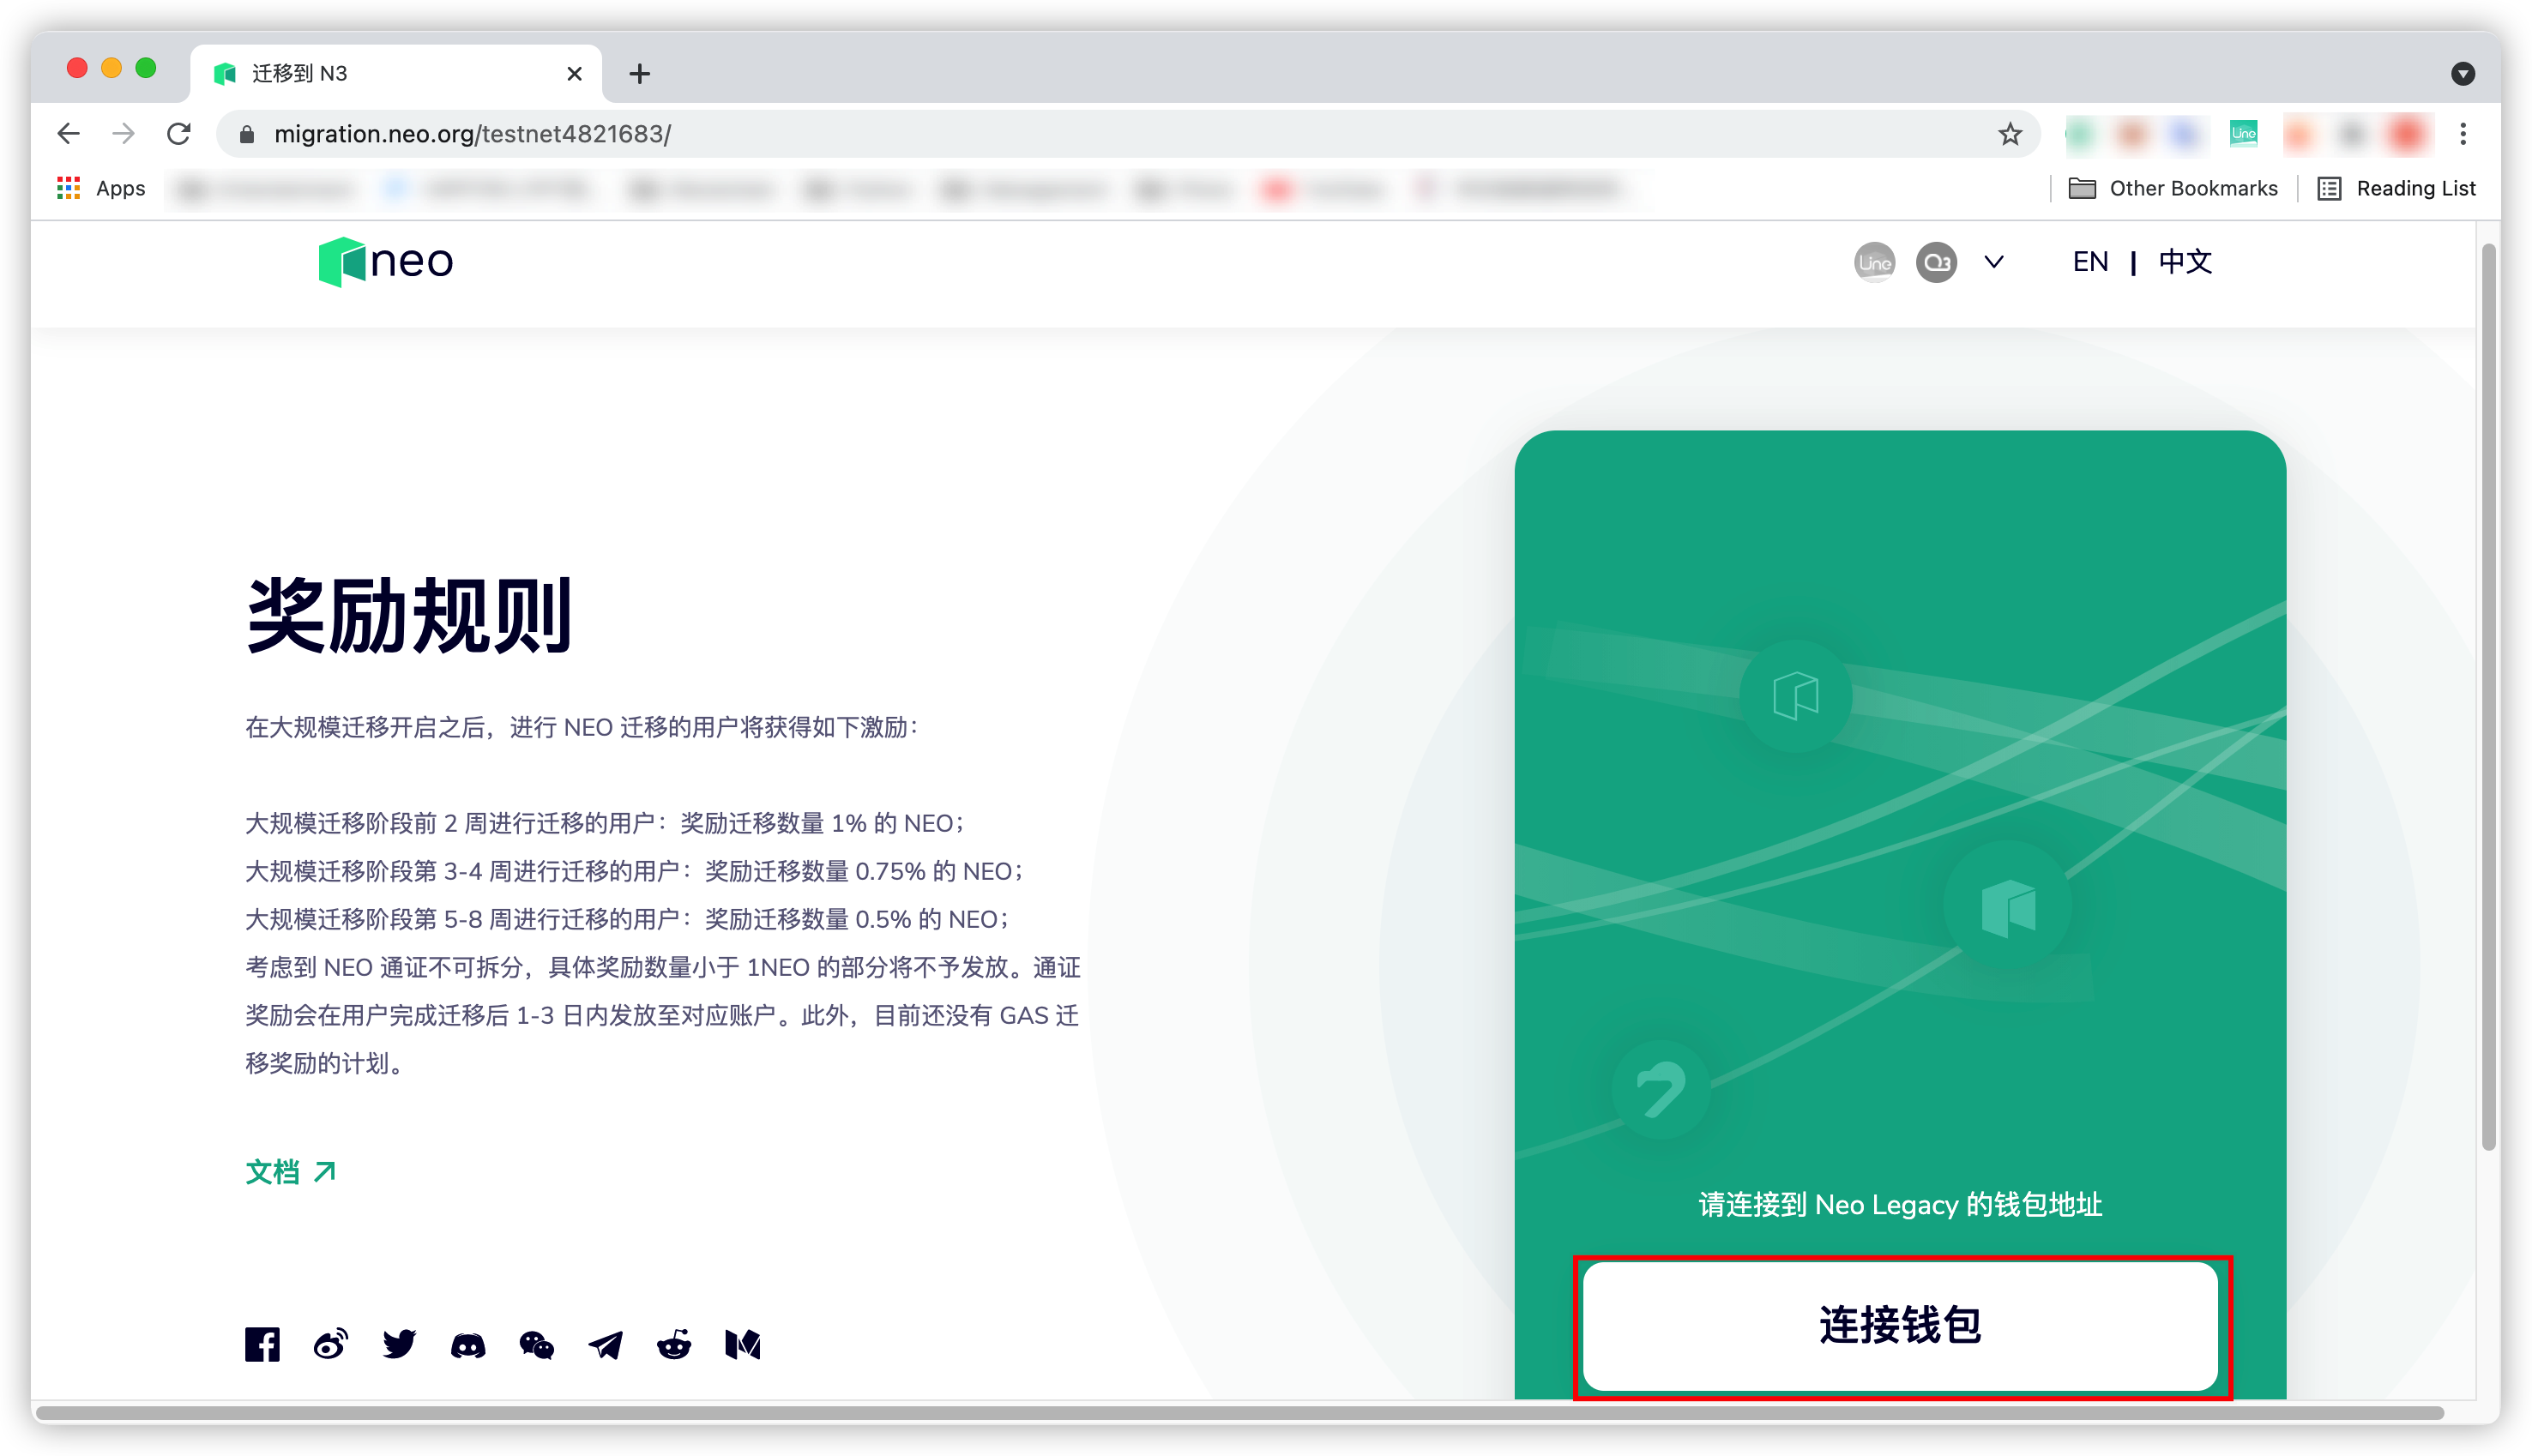 迁移到 N3
migration.neo.org/testnet4821683/
Line
Apps
Other Bookmarks
Reading List
neo
Line
O3
EN | 中文
奖励规则
在大规模迁移开启之后，进行 NEO 迁移的用户将获得如下激励：
大规模迁移阶段前 2 周进行迁移的用户：奖励迁移数量 1% 的 NEO；
大规模迁移阶段第 3-4 周进行迁移的用户：奖励迁移数量 0.75% 的 NEO；
大规模迁移阶段第 5-8 周进行迁移的用户：奖励迁移数量 0.5% 的 NEO；
考虑到 NEO 通证不可拆分，具体奖励数量小于 1NEO 的部分将不予发放。通证
奖励会在用户完成迁移后 1-3 日内发放至对应账户。此外，目前还没有 GAS 迁
移奖励的计划。
文档
请连接到 Neo Legacy 的钱包地址
连接钱包